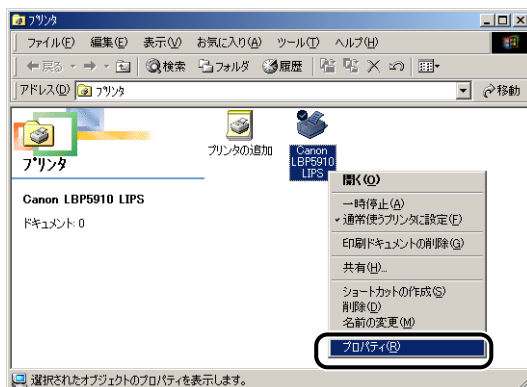 プリンタ
ファイル(F) 編集(E) 表示(V) お気に入り(A) ツール(T) ヘルプ(H)
戻る 検索 フォルダ 履歴
アドレス(D) プリンタ 移動
プリンタ
Canon LBP5910 LIPS
ドキュメント: 0
プリンタの追加
Canon
LBP5910
LIPS
開く(O)
一時停止(A)
通常使うプリンタに設定(F)
印刷ドキュメントの削除(G)
共有(H)...
ショートカットの作成(S)
削除(D)
名前の変更(M)
プロパティ(R)
選択されたオブジェクトのプロパティを表示します。